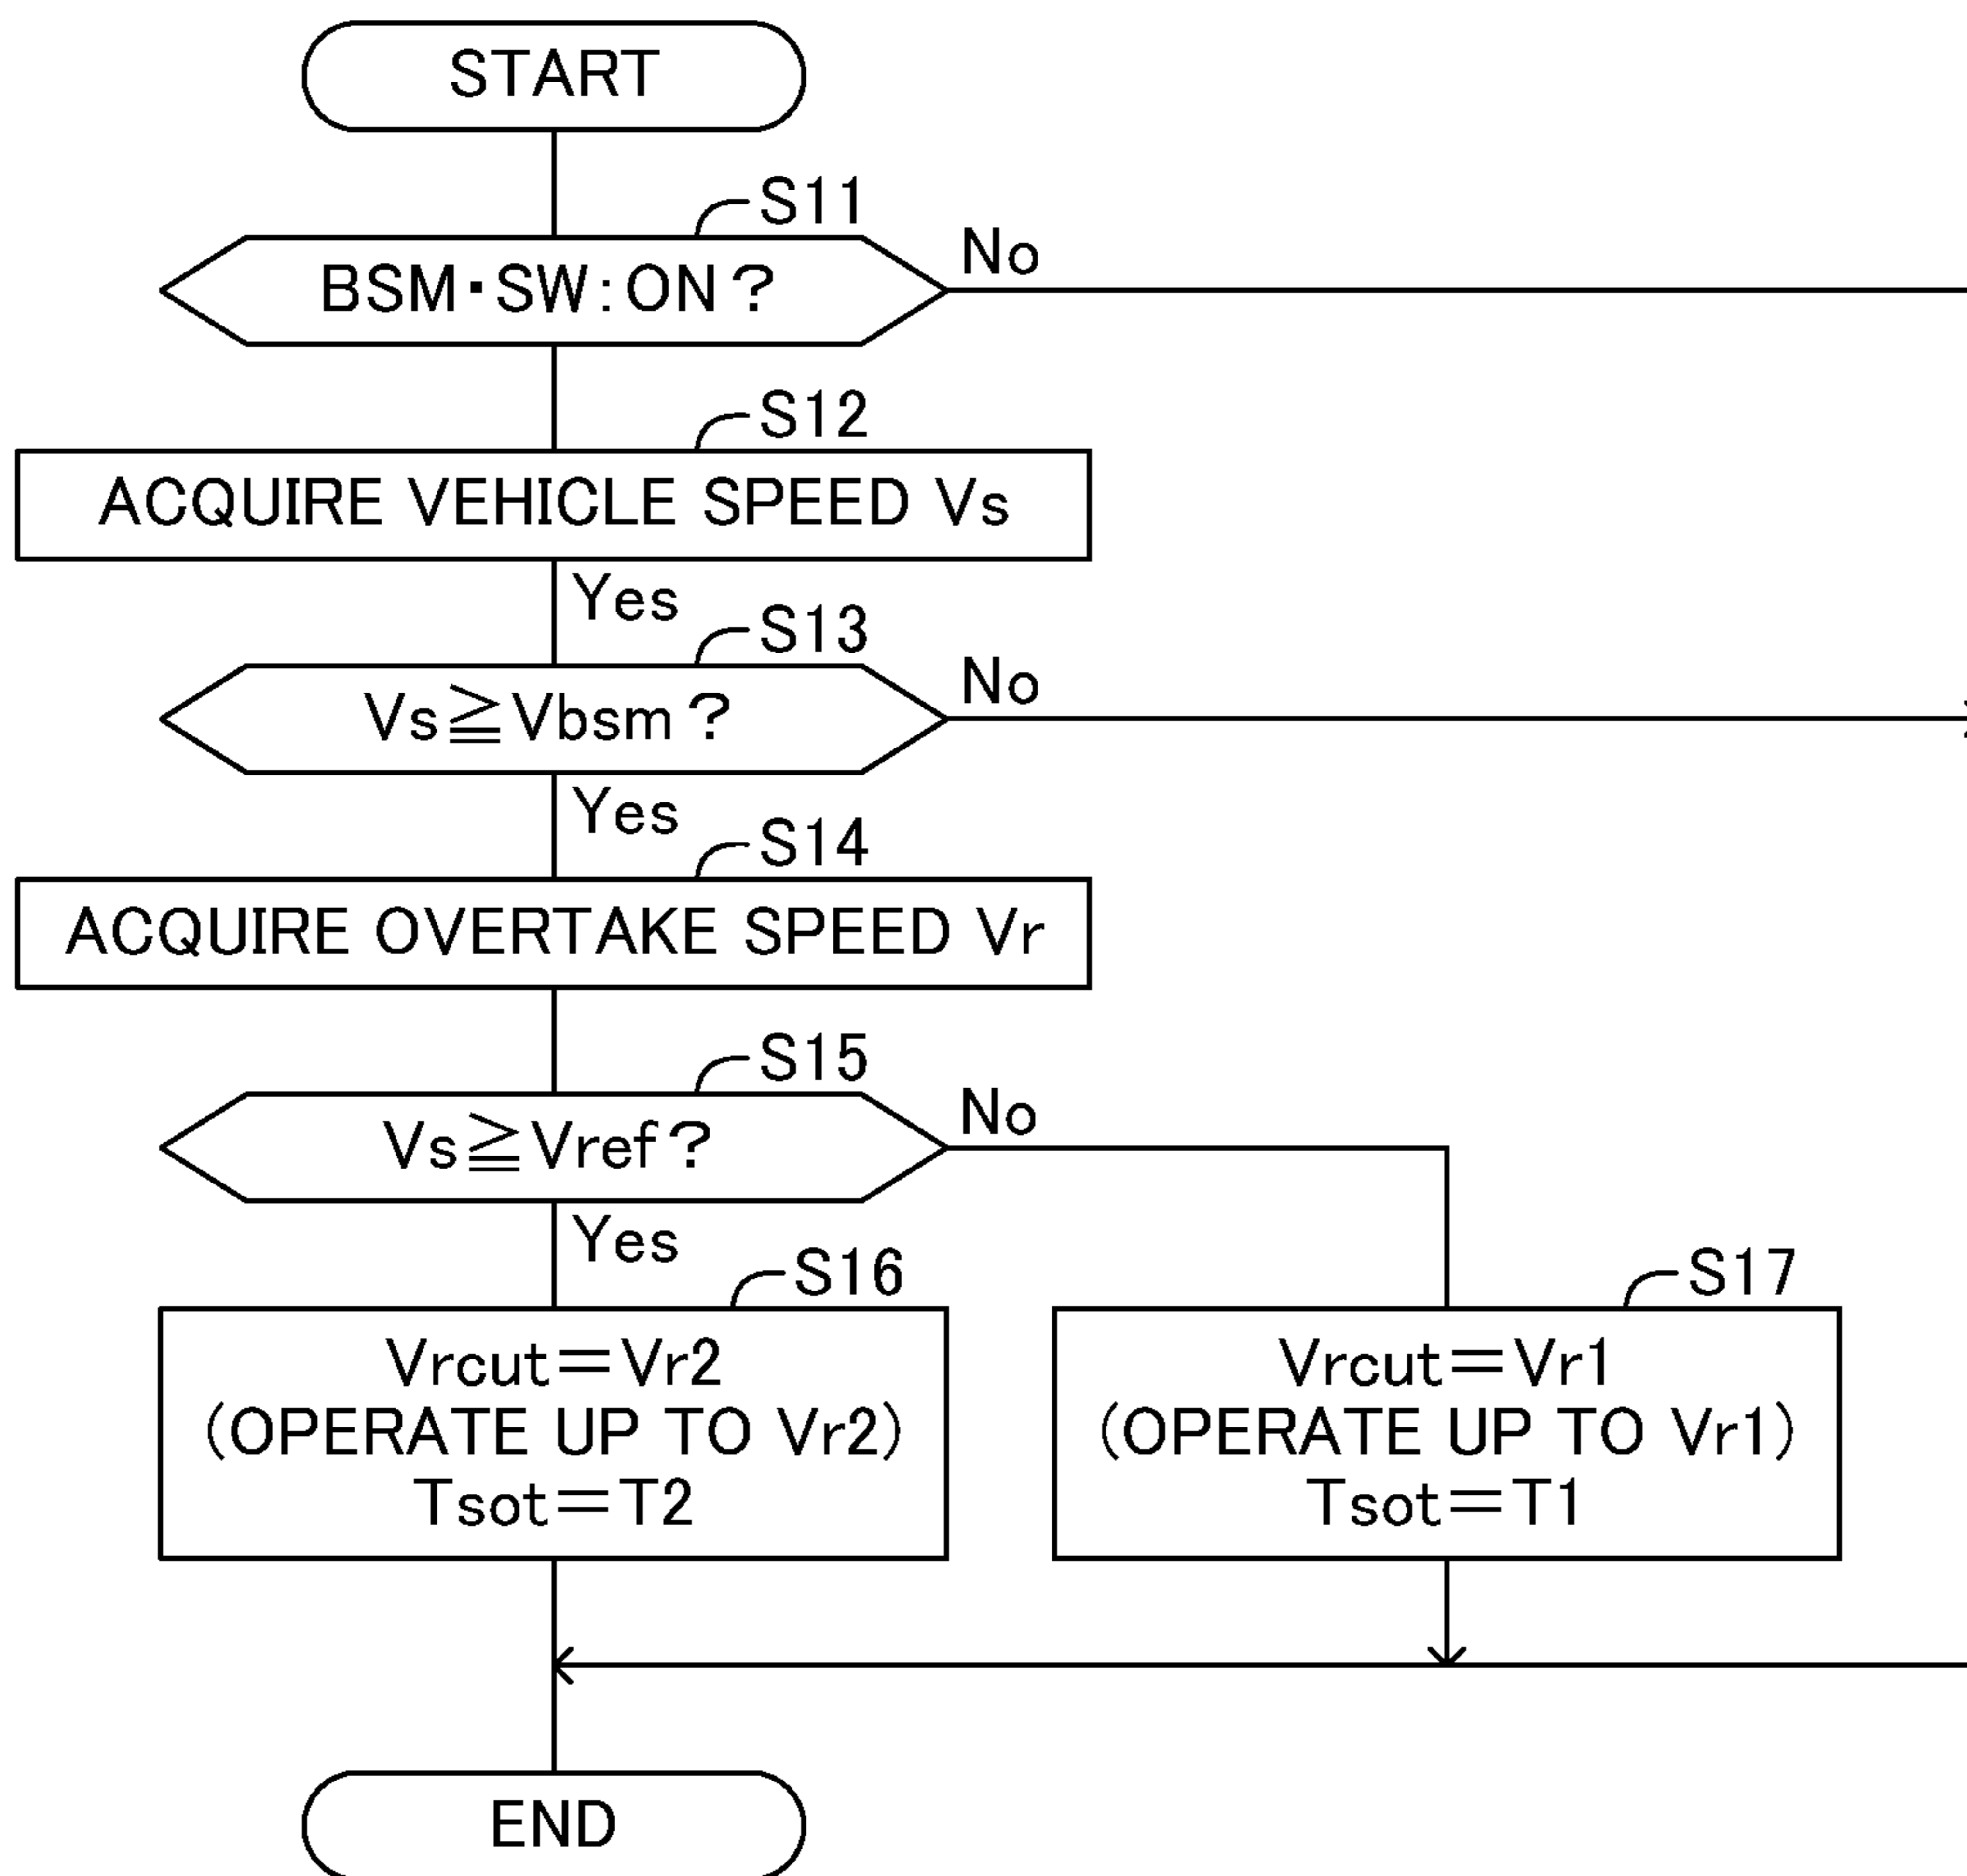 START
S11
BSM・SW:ON?
No
S12
ACQUIRE VEHICLE SPEED Vs
Yes
S13
Vs≧Vbsm?
No
Yes
S14
ACQUIRE OVERTAKE SPEED Vr
S15
Vs≧Vref?
No
Yes
S16
Vrcut=Vr2
(OPERATE UP TO Vr2)
Tsot=T2
S17
Vrcut=Vr1
(OPERATE UP TO Vr1)
Tsot=T1
END